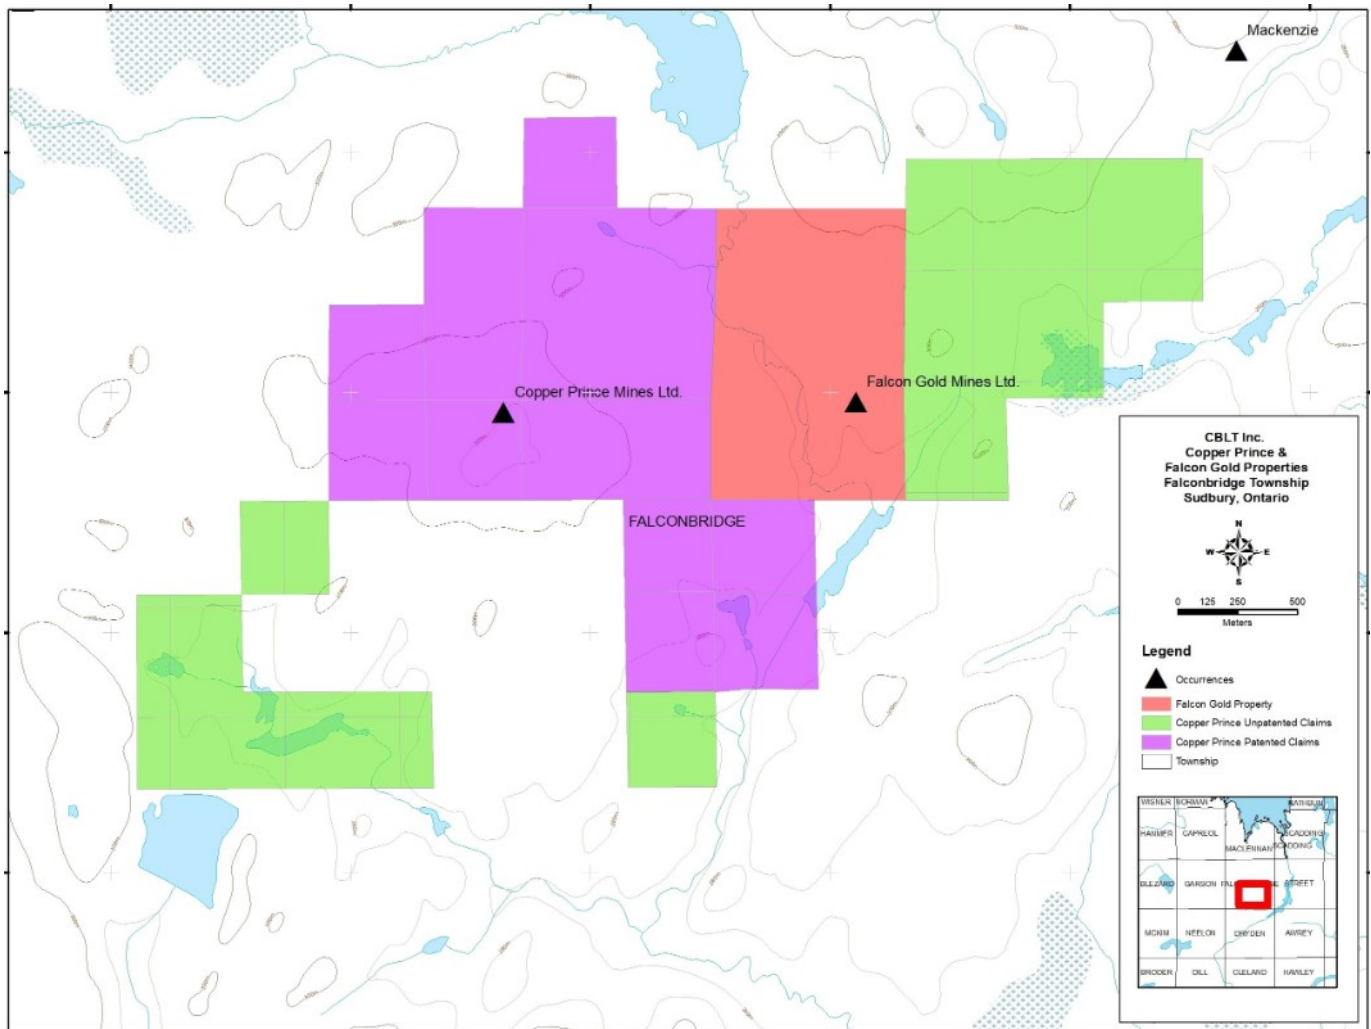 Mackenzie
Falcon Gold Mines Ltd.
Copper Prince Mines Ltd.
FALCONBRIDGE
CBLT Inc.
Copper Prince &
Falcon Gold Properties
Falconbridge Township
Sudbury, Ontario
N
W E
S
0 125 250 500
Meters
Legend
Occurrences
Falcon Gold Property
Copper Prince Unpatented Claims
Copper Prince Patented Claims
Township
WISNER NORMAN
HANMER CAPREOL SCADDING
MACLENNAN SCADDING
BLEZARD GARSON STREET
MCKIM NEELON DRYDEN AWREY
BRODER DILL CLELAND HAWLEY